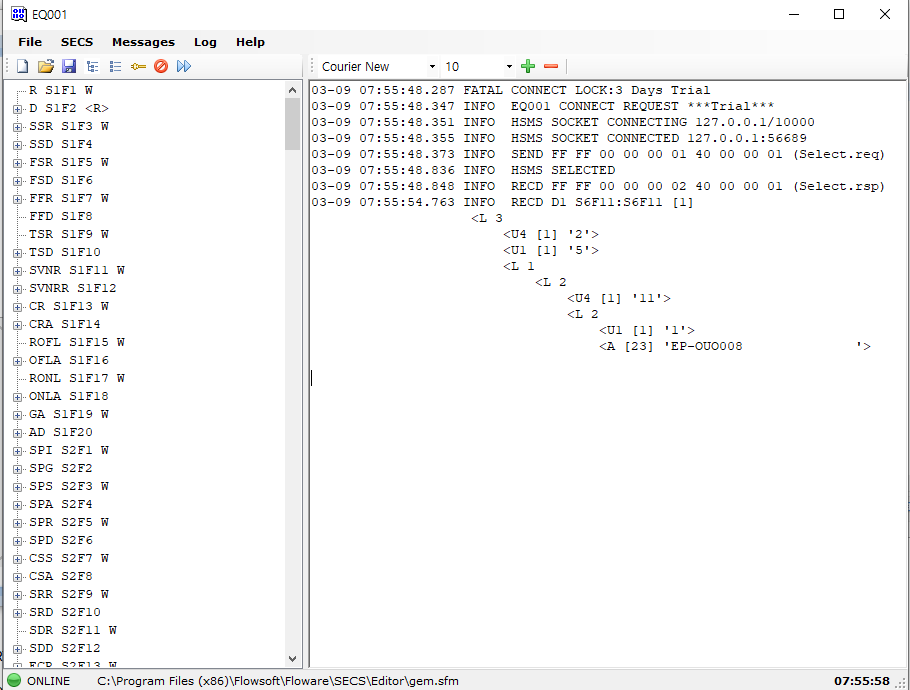 EQ001
File SECS Messages Log Help
Courier New 10
R S1F1 W
D S1F2 <R>
SSR S1F3 W
SSD S1F4
FSR S1F5 W
FSD S1F6
FFR S1F7 W
FFD S1F8
TSR S1F9 W
TSD S1F10
SVNR S1F11 W
SVNRR S1F12
CR S1F13 W
CRA S1F14
ROFL S1F15 W
OFLA S1F16
RONL S1F17 W
ONLA S1F18
GA S1F19 W
AD S1F20
SPI S2F1 W
SPG S2F2
SPS S2F3 W
SPA S2F4
SPR S2F5 W
SPD S2F6
CSS S2F7 W
CSA S2F8
SRR S2F9 W
SRD S2F10
SDR S2F11 W
SDD S2F12
ECR S2F13 W
03-09 07:55:48.287 FATAL CONNECT LOCK:3 Days Trial
03-09 07:55:48.347 INFO  EQ001 CONNECT REQUEST ***Trial***
03-09 07:55:48.351 INFO  HSMS SOCKET CONNECTING 127.0.0.1/10000
03-09 07:55:48.355 INFO  HSMS SOCKET CONNECTED 127.0.0.1:56689
03-09 07:55:48.373 INFO  SEND FF FF 00 00 00 01 40 00 00 01 (Select.req)
03-09 07:55:48.836 INFO  HSMS SELECTED
03-09 07:55:48.848 INFO  RECD FF FF 00 00 00 02 40 00 00 01 (Select.rsp)
03-09 07:55:54.763 INFO  RECD D1 S6F11:S6F11 [1]
<L 3
<U4 [1] '2'>
<U1 [1] '5'>
<L 1
<L 2
<U4 [1] '11'>
<L 2
<U1 [1] '1'>
<A [23] 'EP-OUO008              '>
ONLINE C:\Program Files (x86)\Flowsoft\Floware\SECS\Editor\gem.sfm 07:55:58